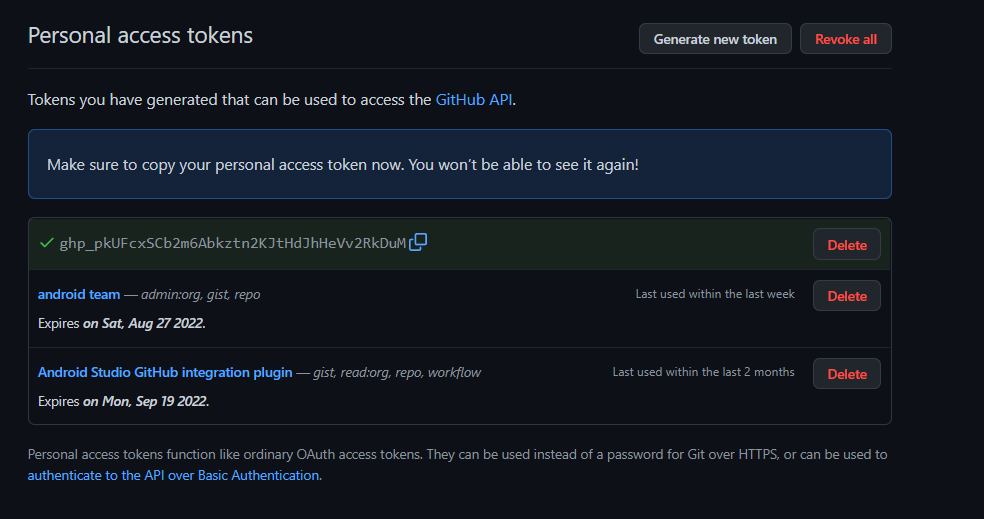 Personal access tokens
Generate new token
Revoke all
Tokens you have generated that can be used to access the GitHub API.
Make sure to copy your personal access token now. You won’t be able to see it again!
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
Delete
android team — admin:org, gist, repo
Last used within the last week
Delete
Expires on Sat, Aug 27 2022.
Android Studio GitHub integration plugin — gist, read:org, repo, workflow
Last used within the last 2 months
Delete
Expires on Mon, Sep 19 2022.
Personal access tokens function like ordinary OAuth access tokens. They can be used instead of a password for Git over HTTPS, or can be used to
authenticate to the API over Basic Authentication.